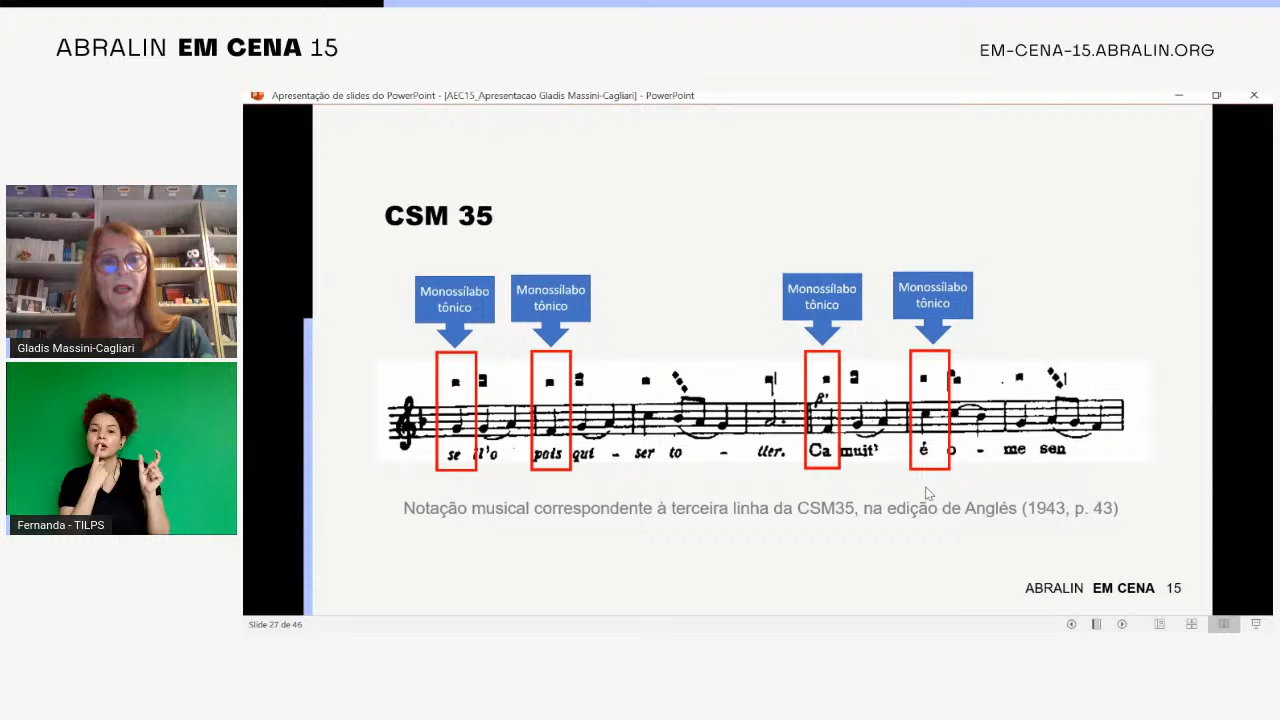 ABRALIN EM CENA 15
EM-CENA-15.ABRALIN.ORG
Apresentação de slides do PowerPoint - [AEC15_Apresentacao Gladis Massini-Cagliari] - PowerPoint
CSM 35
Monossílabo
tônico
Monossílabo
tônico
Monossílabo
tônico
Monossílabo
tônico
se ll'o pois qui - ser to - ller. Ca muit' é o - me sen
Notação musical correspondente à terceira linha da CSM35, na edição de Anglés (1943, p. 43)
ABRALIN EM CENA 15
Slide 27 de 46
Gladis Massini-Cagliari
Fernanda - TILPS